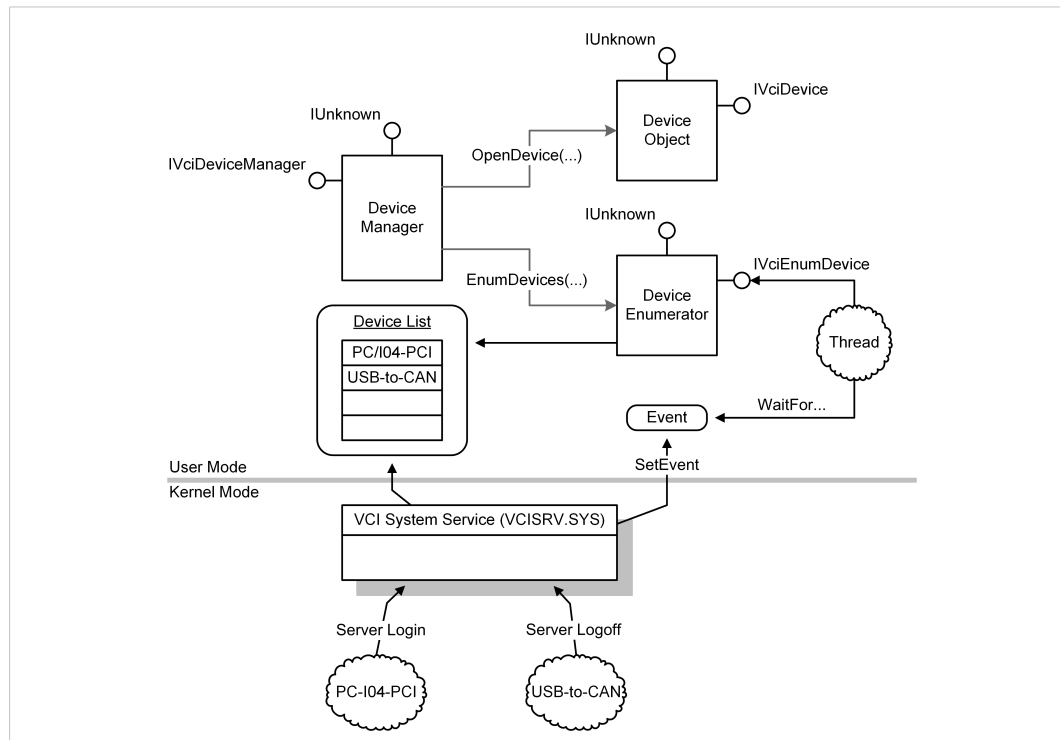 IUnknown
IVciDevice
Device
Object
IUnknown
OpenDevice(...)
IVciDeviceManager
Device
Manager
IUnknown
IVciEnumDevice
EnumDevices(...)
Device
Enumerator
Device List
PC/I04-PCI
USB-to-CAN
Thread
WaitFor...
Event
SetEvent
User Mode
Kernel Mode
VCI System Service (VCISRV.SYS)
Server Login
Server Logoff
PC-I04-PCI
USB-to-CAN